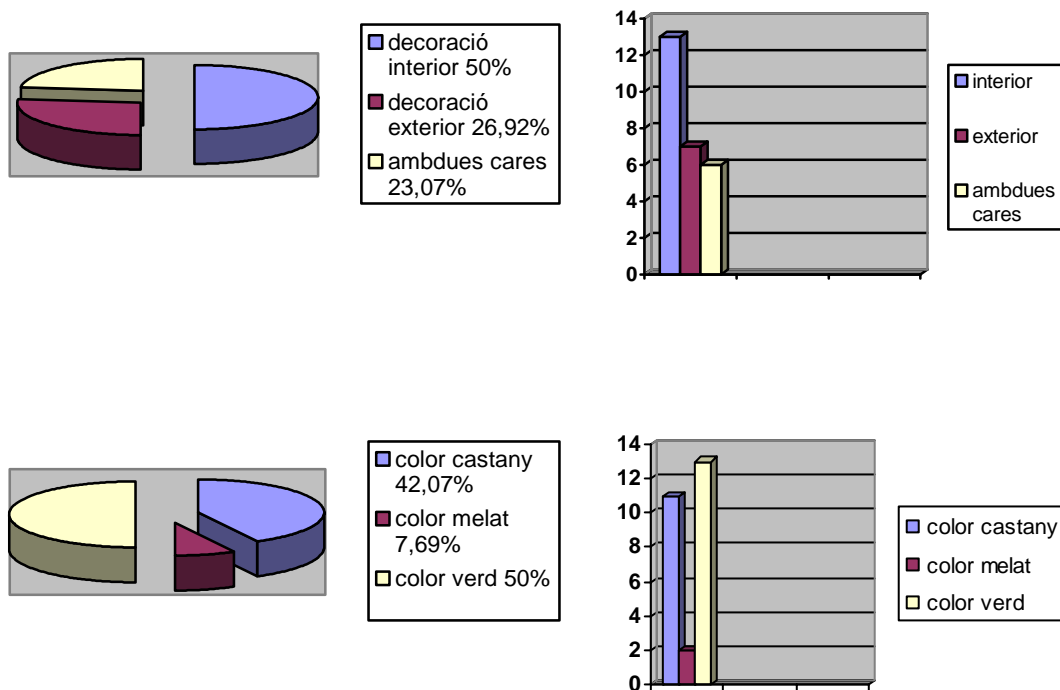 decoració
interior 50%
decoració
exterior 26,92%
ambdues cares
23,07%
14
12
10
8
6
4
2
0
interior
exterior
ambdues
cares
color castany
42,07%
color melat
7,69%
color verd 50%
14
12
10
8
6
4
2
0
color castany
color melat
color verd